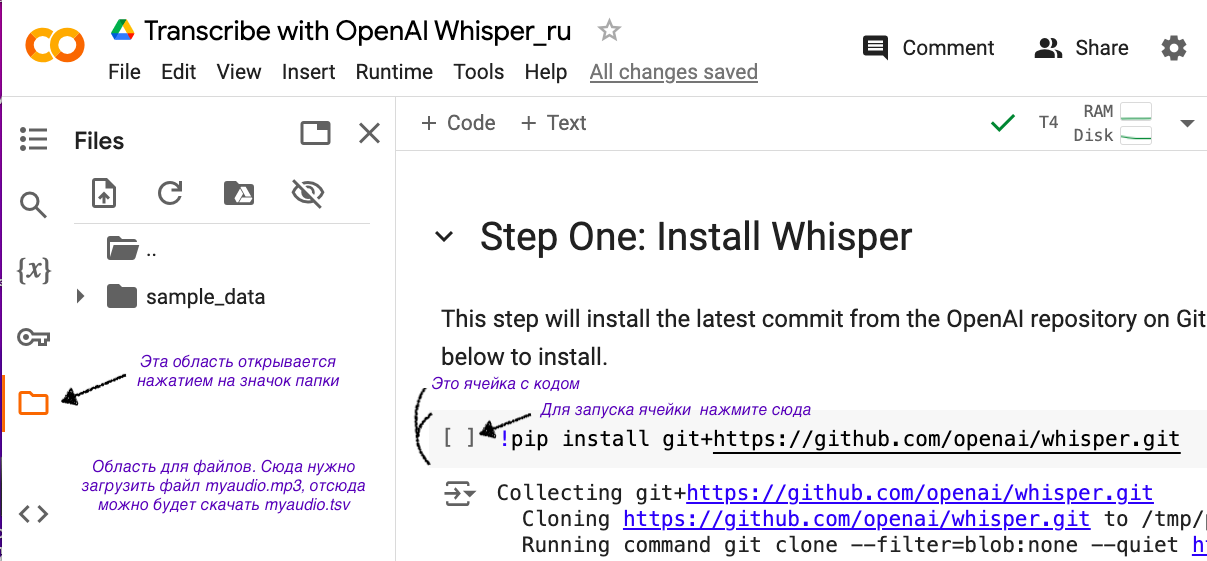 Transcribe with OpenAI Whisper_ru
File Edit View Insert Runtime Tools Help All changes saved
Comment Share
Files
+ Code + Text
T4
RAM
Disk
..
sample_data
Эта область открывается
нажатием на значок папки
Область для файлов. Сюда нужно
загрузить файл myaudio.mp3, отсюда
можно будет скачать myaudio.tsv
{x}
Step One: Install Whisper
This step will install the latest commit from the OpenAI repository on Git
below to install.
Это ячейка с кодом
Для запуска ячейки нажмите сюда
[ ] !pip install git+https://github.com/openai/whisper.git
Collecting git+https://github.com/openai/whisper.git
Cloning https://github.com/openai/whisper.git to /tmp/
Running command git clone --filter=blob:none --quiet